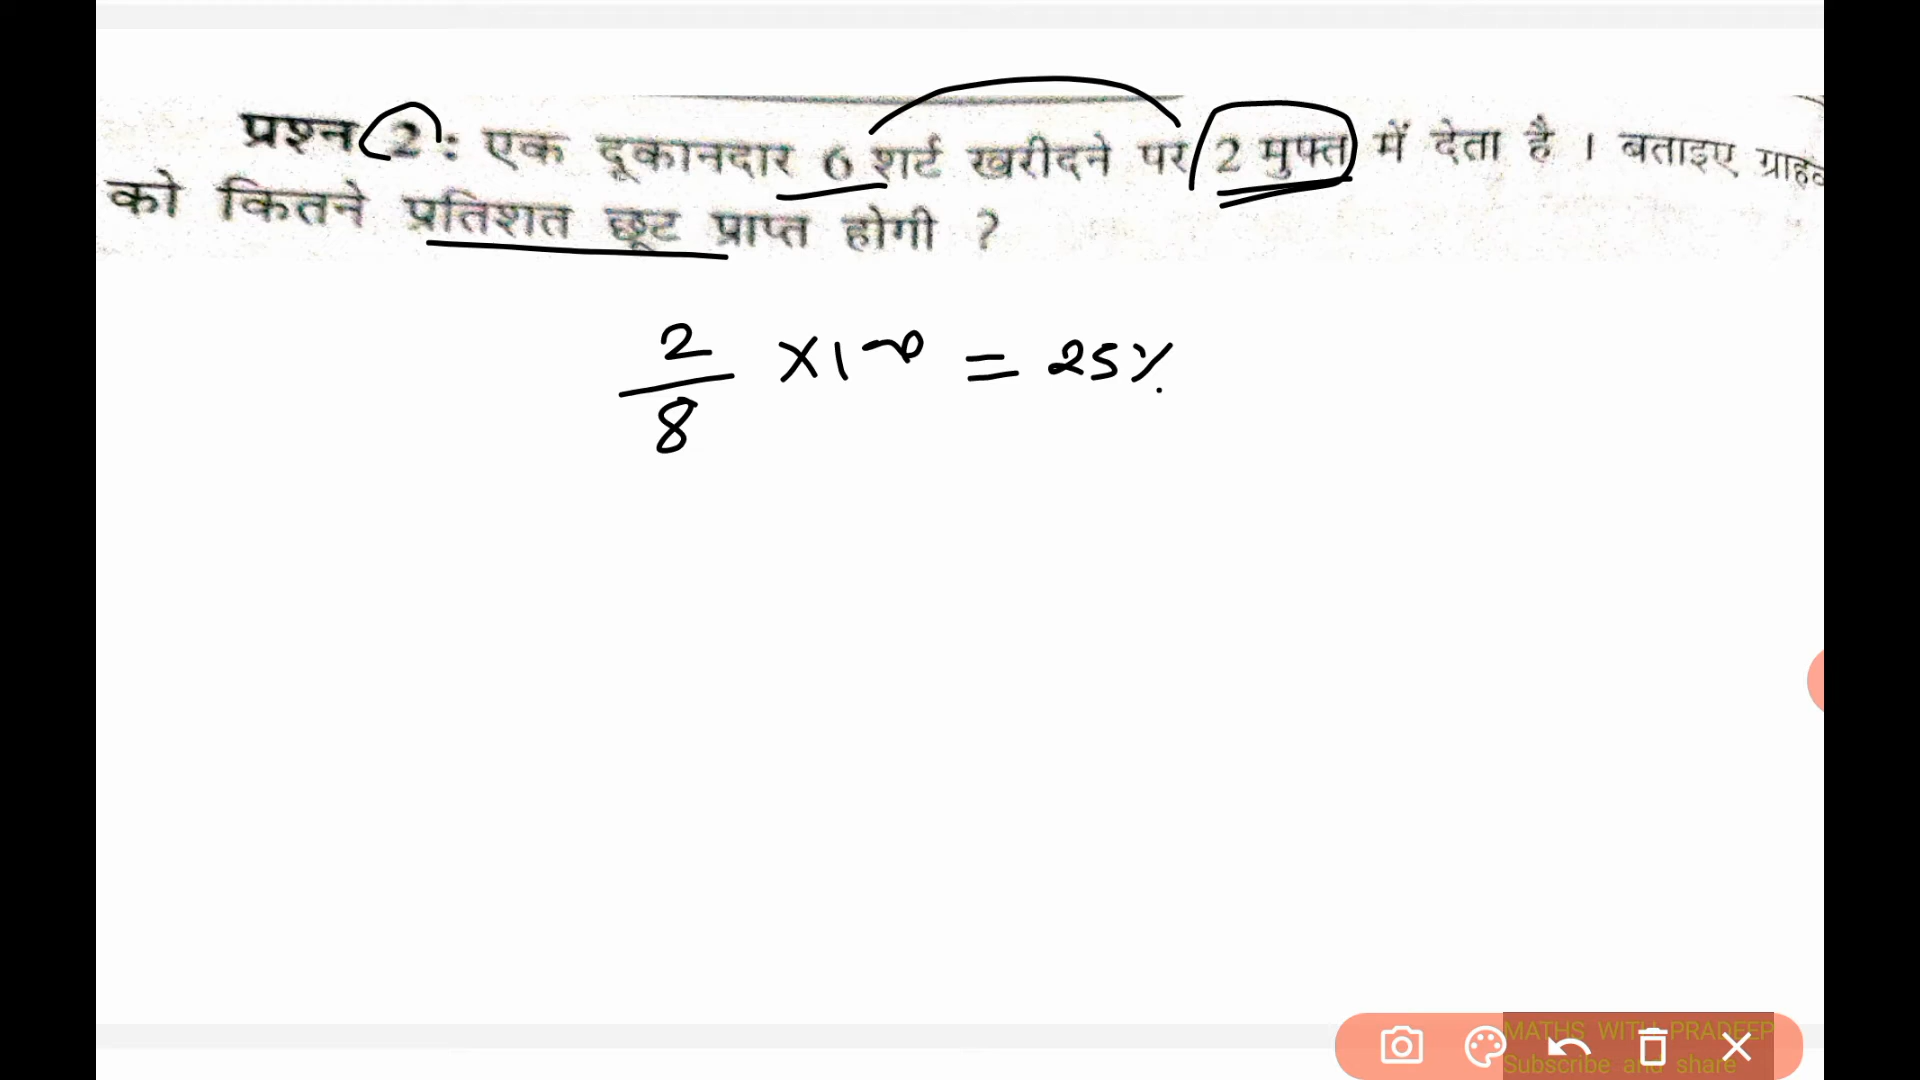 प्रश्न 2 : एक दूकानदार 6 शर्ट खरीदने पर 2 मुफ्त में देता है । बताइए ग्राहक
को कितने प्रतिशत छूट प्राप्त होगी ?
2/8 × 100 = 25%
MATHS WITH PRADEEP
Subscribe and share